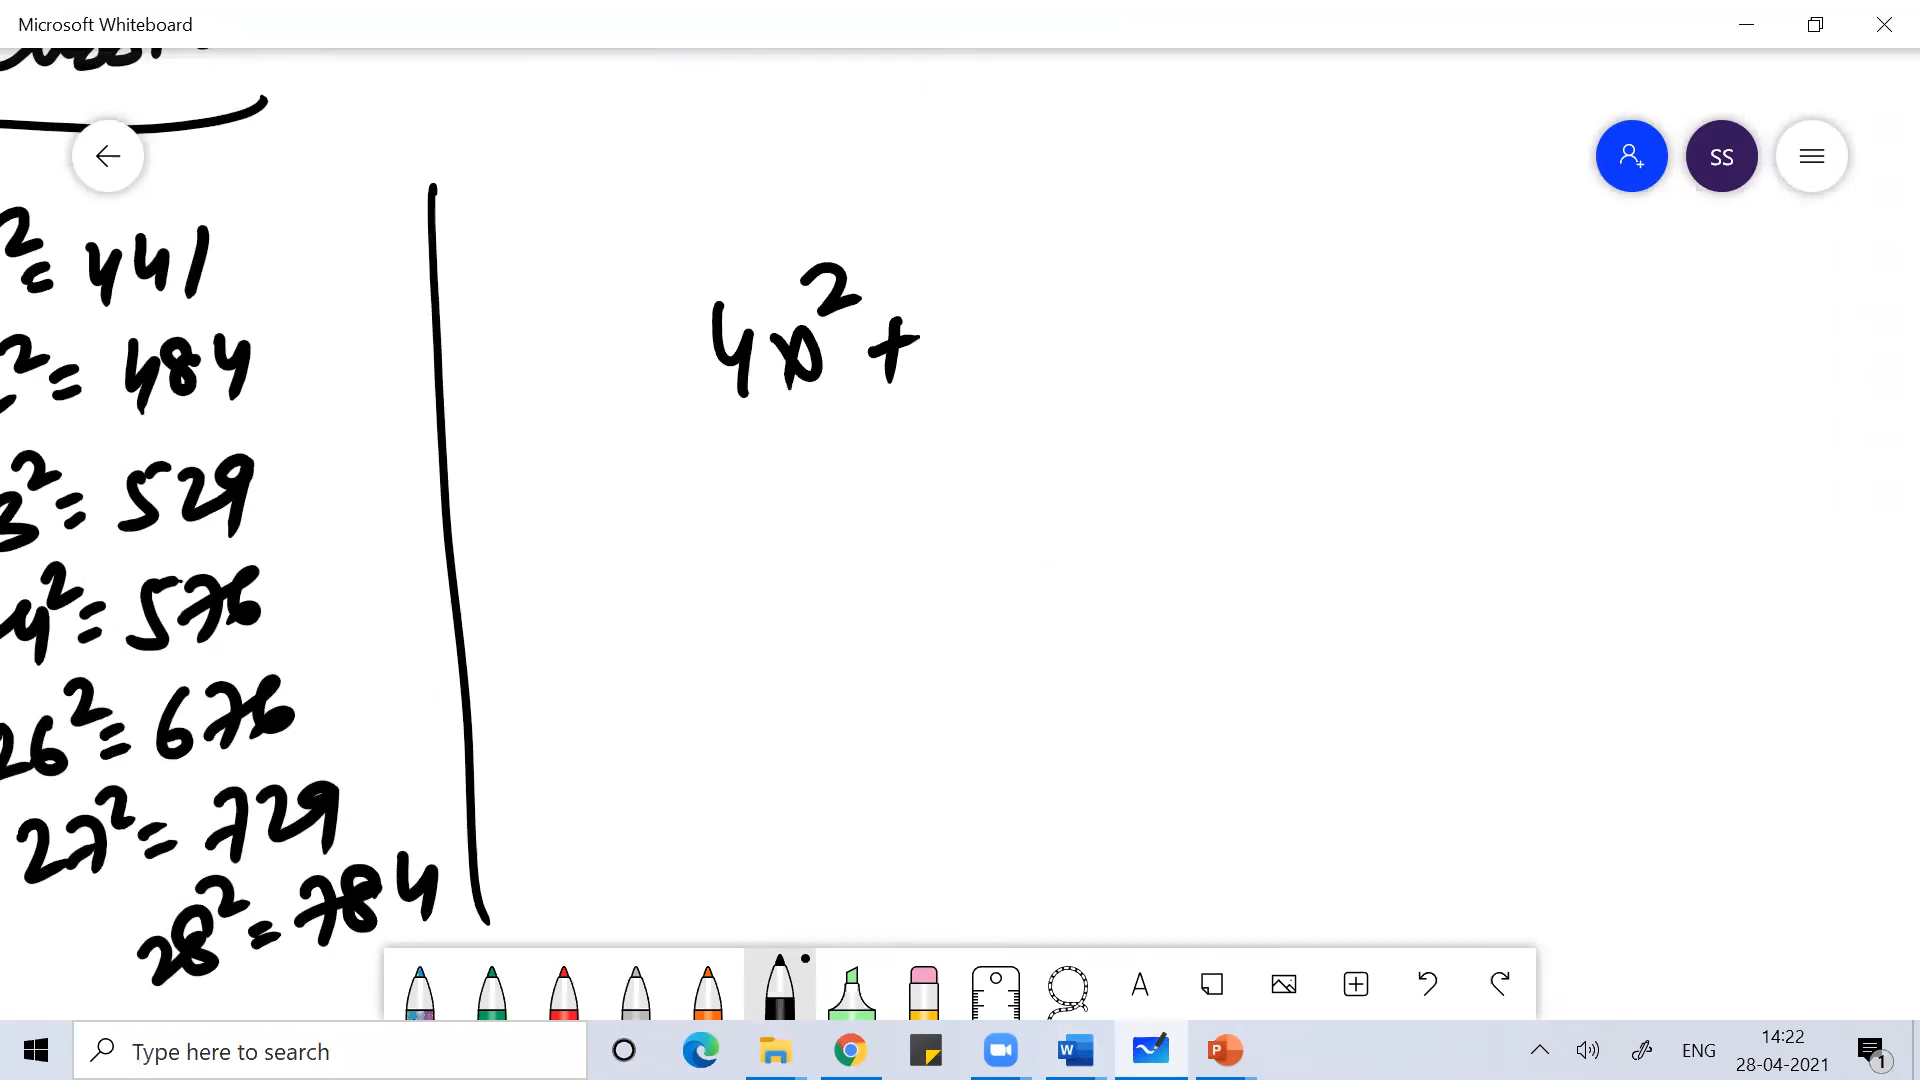 Microsoft Whiteboard
SS
2 = 441
2 = 484
3² = 529
4² = 576
26² = 676
27² = 729
28² = 784
4x² +
A
Type here to search
ENG
14:22
28-04-2021
1